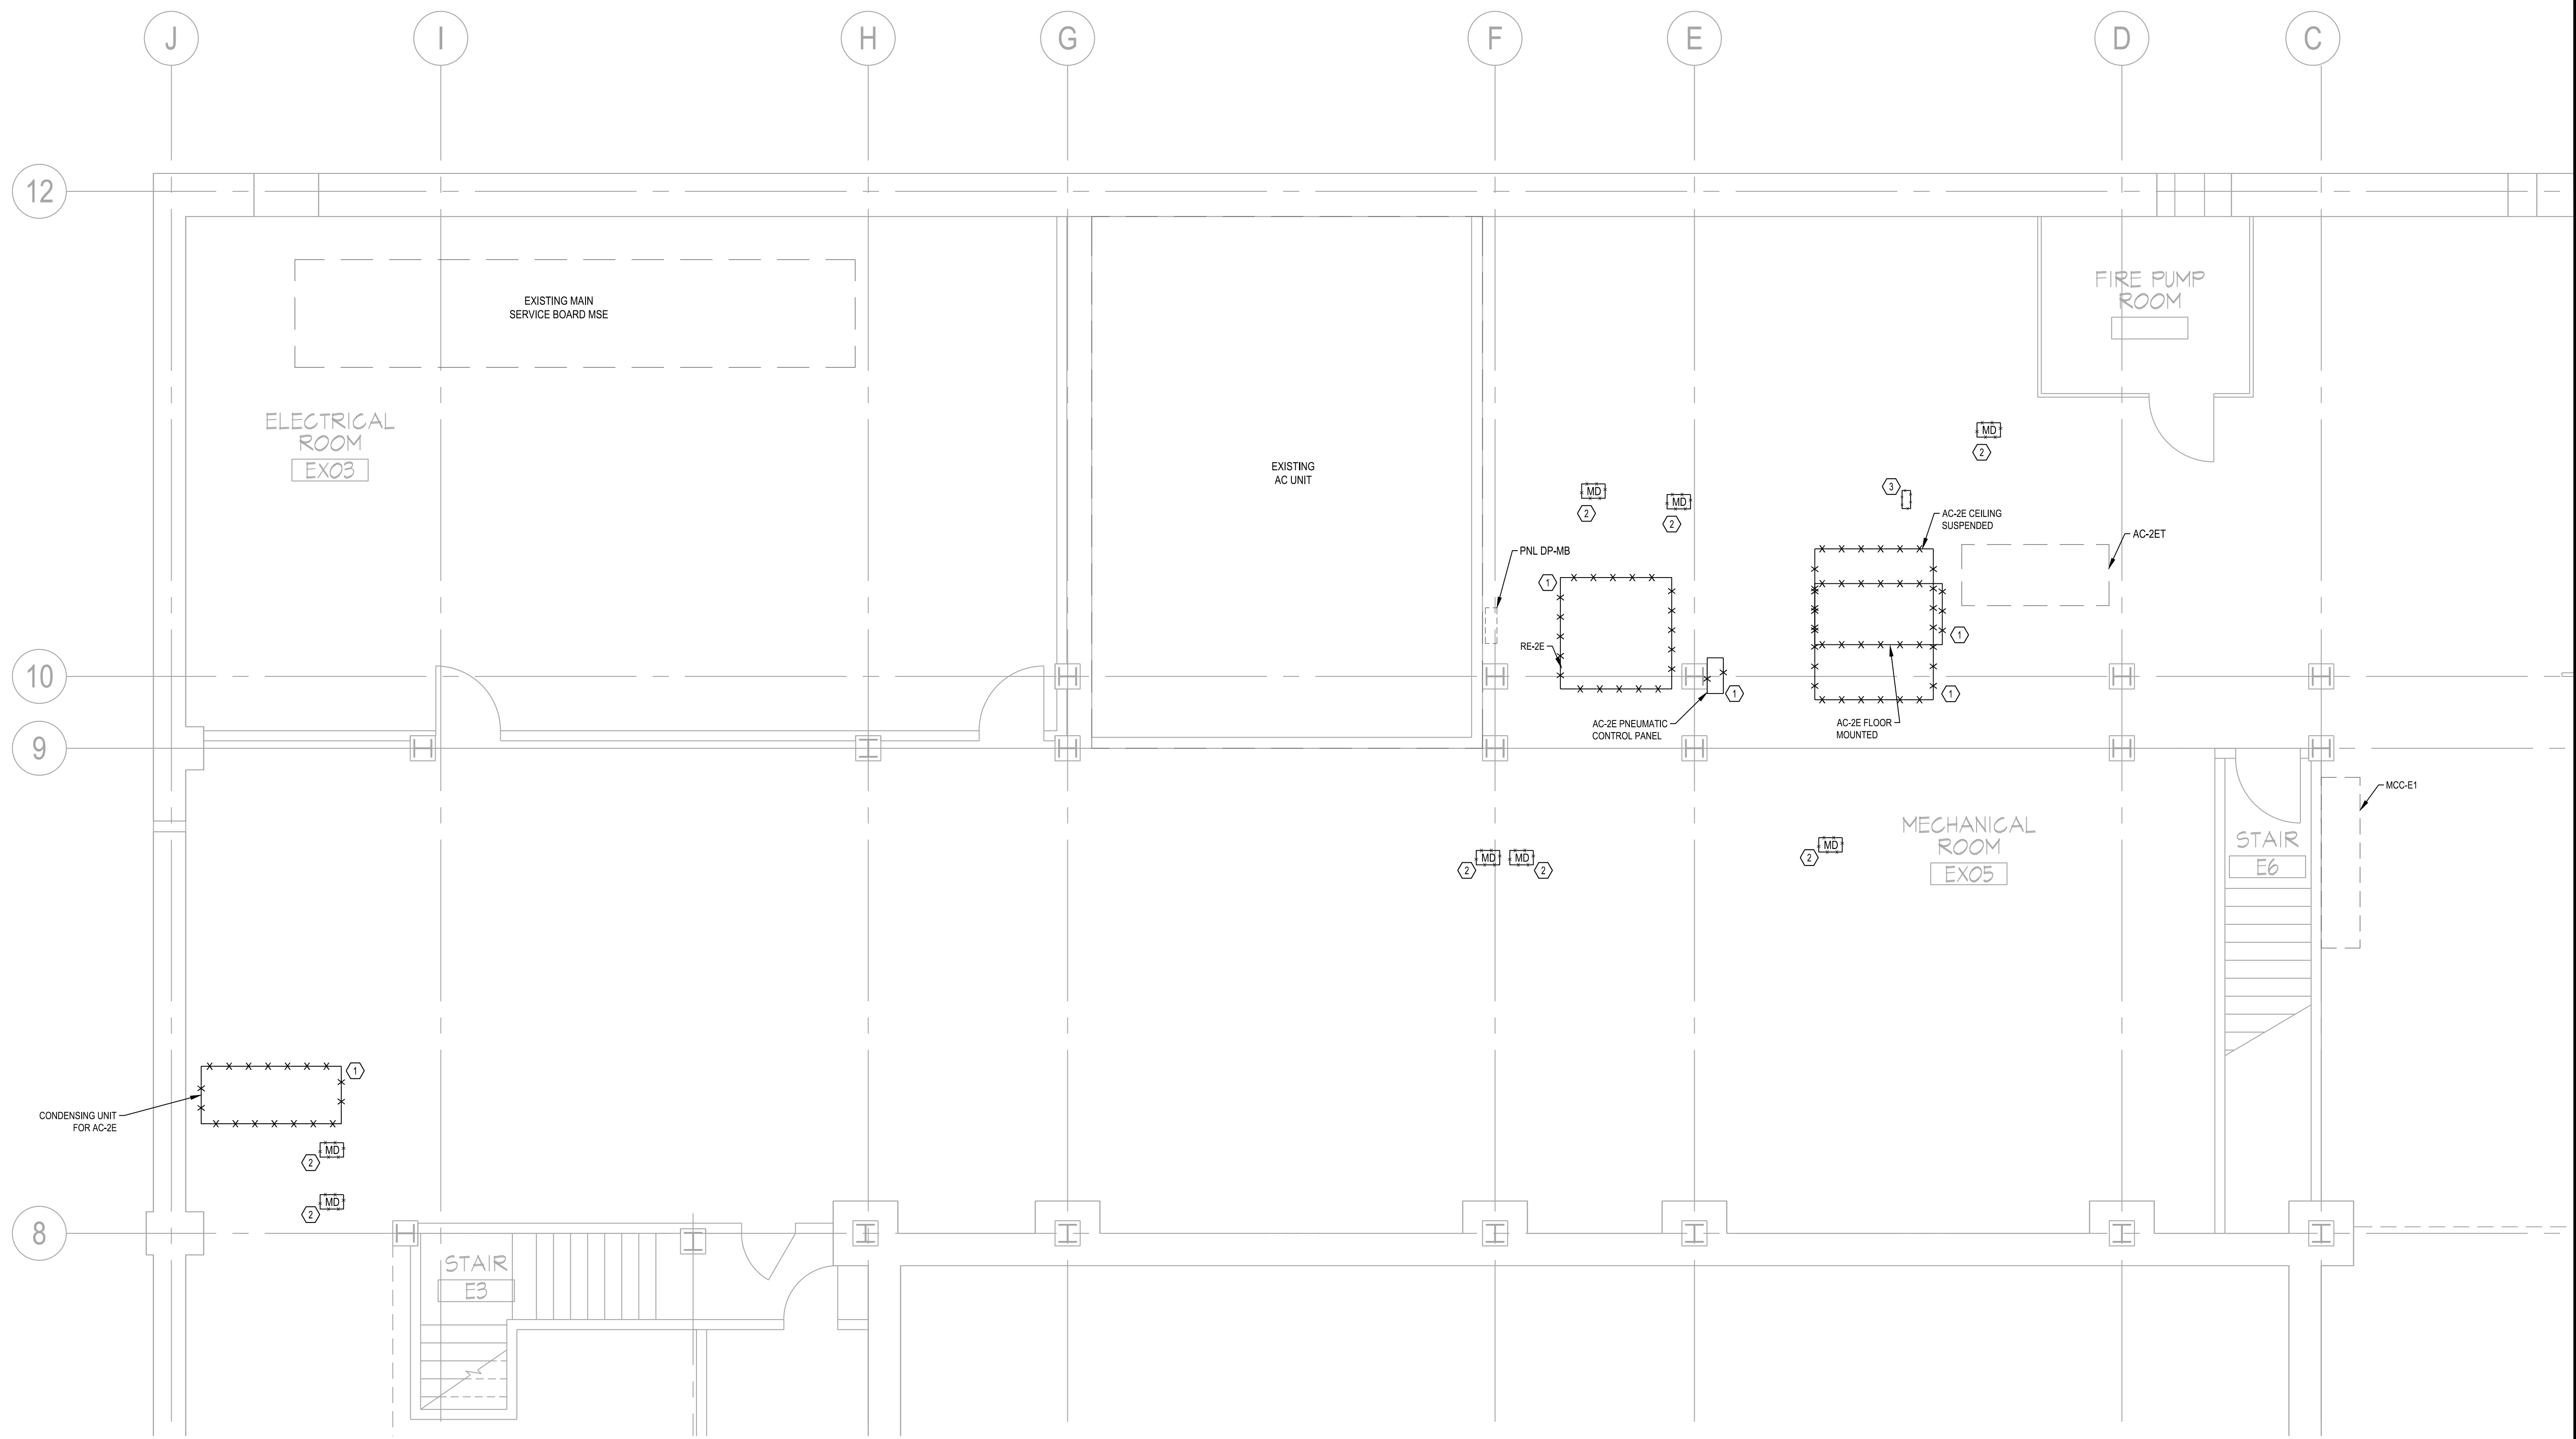 J
I
H
G
F
E
D
C
12
EXISTING MAIN
SERVICE BOARD MSE
FIRE PUMP
ROOM
ELECTRICAL
ROOM
EX03
EXISTING
AC UNIT
MD
2
MD
2
MD
2
3
AC-2E CEILING
SUSPENDED
AC-2ET
PNL DP-MB
1
RE-2E
1
10
AC-2E PNEUMATIC
CONTROL PANEL
1
1
AC-2E FLOOR
MOUNTED
9
MCC-E1
MECHANICAL
ROOM
EX05
STAIR
E6
MD
2
MD
2
MD
2
1
CONDENSING UNIT
FOR AC-2E
MD
2
MD
2
8
STAIR
E3